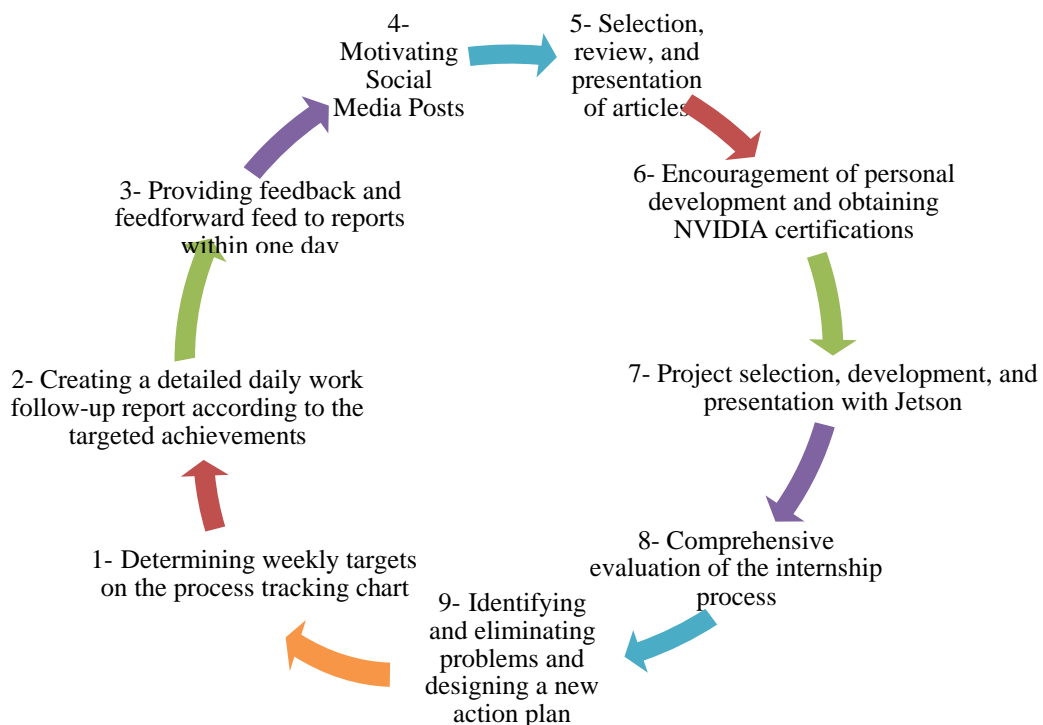 1- Determining weekly targets
on the process tracking chart
2- Creating a detailed daily work
follow-up report according to the
targeted achievements
3- Providing feedback and
feedforward feed to reports
within one day
4-
Motivating
Social
Media Posts
5- Selection,
review, and
presentation
of articles
6- Encouragement of personal
development and obtaining
NVIDIA certifications
7- Project selection, development, and
presentation with Jetson
8- Comprehensive
evaluation of the internship
process
9- Identifying
and eliminating
problems and
designing a new
action plan